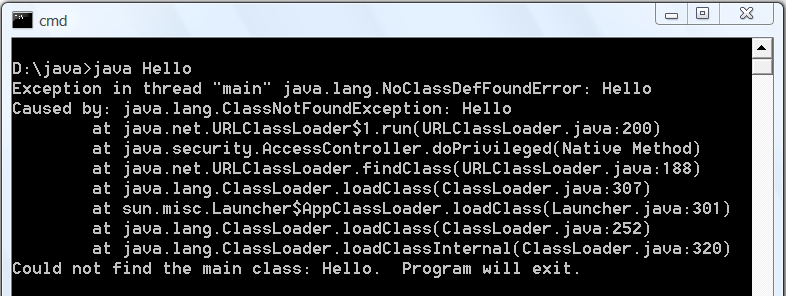 cmd
D:\java>java Hello
Exception in thread "main" java.lang.NoClassDefFoundError: Hello
Caused by: java.lang.ClassNotFoundException: Hello
        at java.net.URLClassLoader$1.run(URLClassLoader.java:200)
        at java.security.AccessController.doPrivileged(Native Method)
        at java.net.URLClassLoader.findClass(URLClassLoader.java:188)
        at java.lang.ClassLoader.loadClass(ClassLoader.java:307)
        at sun.misc.Launcher$AppClassLoader.loadClass(Launcher.java:301)
        at java.lang.ClassLoader.loadClass(ClassLoader.java:252)
        at java.lang.ClassLoader.loadClassInternal(ClassLoader.java:320)
Could not find the main class: Hello.  Program will exit.